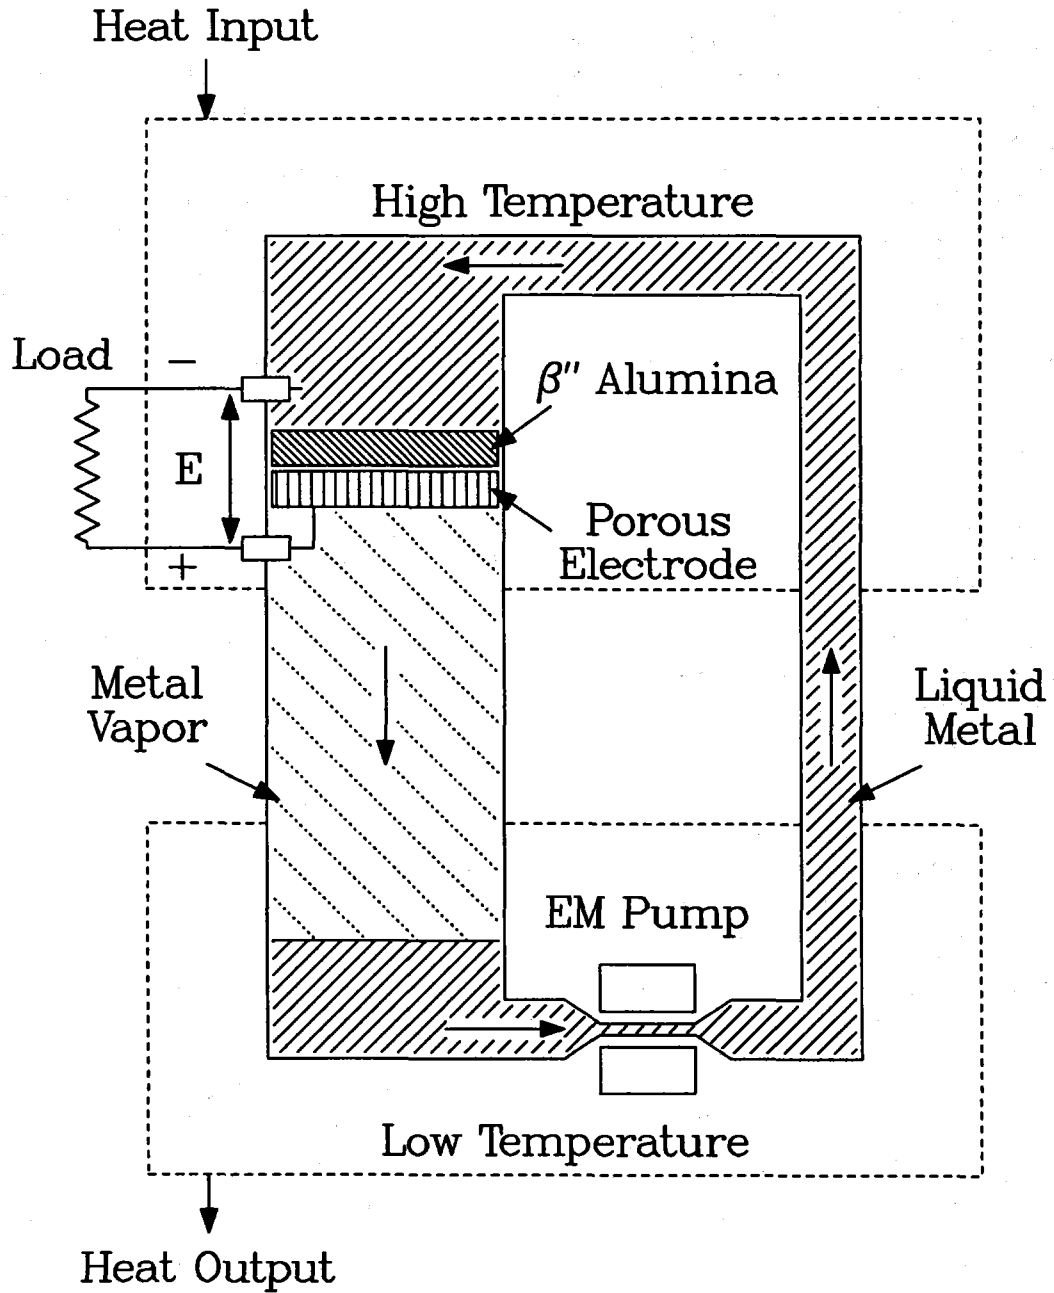 Heat Input
High Temperature
Load
−
β″ Alumina
E
Porous
Electrode
+
Metal
Vapor
Liquid
Metal
EM Pump
Low Temperature
Heat Output